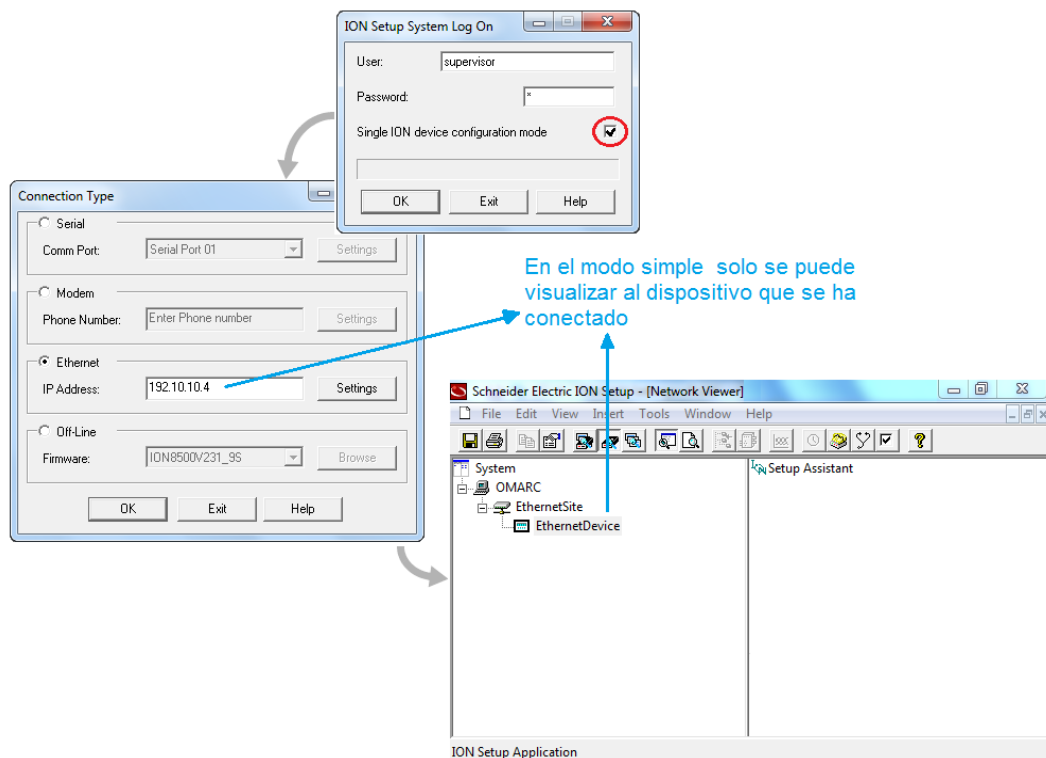 ION Setup System Log On
User: supervisor
Password: *
Single ION device configuration mode
OK Exit Help
Connection Type
Serial
Comm Port: Serial Port 01 Settings
Modem
Phone Number: Enter Phone number Settings
Ethernet
IP Address: 192.10.10.4 Settings
Off-Line
Firmware: ION8500V231_9S Browse
OK Exit Help
En el modo simple solo se puede
visualizar al dispositivo que se ha
conectado
Schneider Electric ION Setup - [Network Viewer]
File Edit View Insert Tools Window Help
System
OMARC
EthernetSite
EthernetDevice
Setup Assistant
ION Setup Application